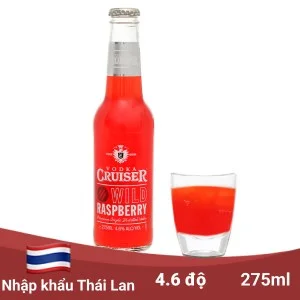 VODKA
CRUISER
WILD
RASPBERRY
Nhập khẩu Thái Lan
4.6 độ
275ml